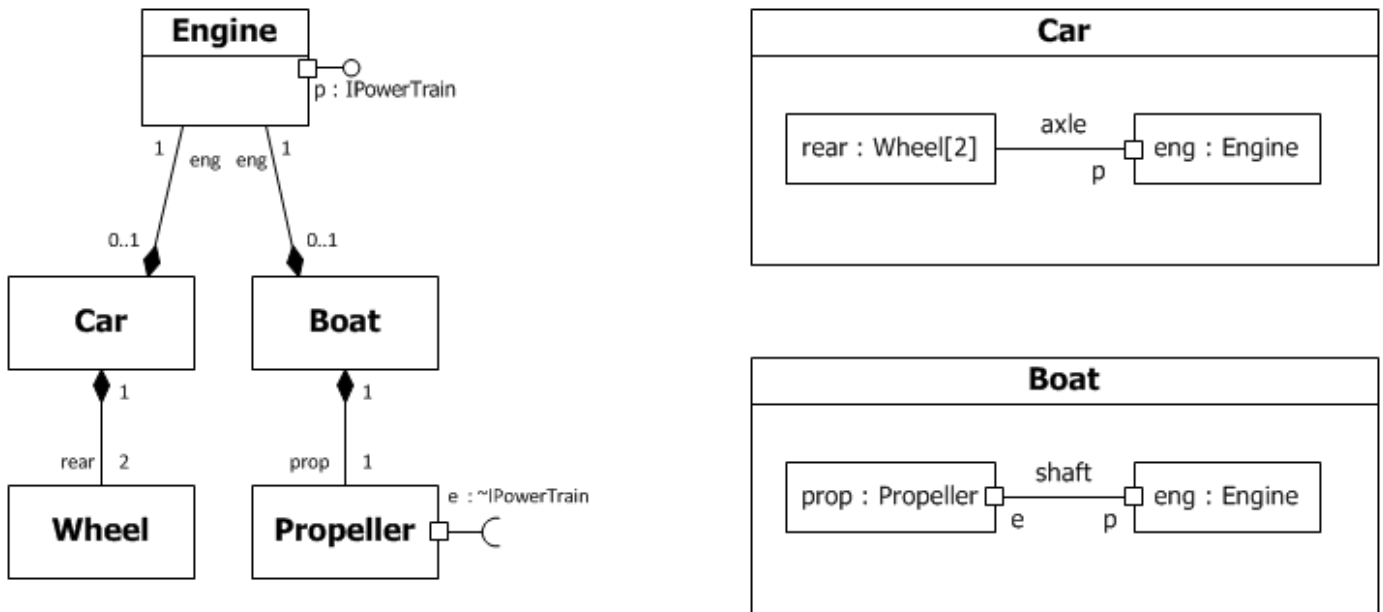 Engine
p : IPowerTrain
1
eng
eng
1
0..1
0..1
Car
Boat
1
1
rear
2
prop
1
Wheel
Propeller
e : ~IPowerTrain
Car
rear : Wheel[2]
axle
p
eng : Engine
Boat
prop : Propeller
e
shaft
p
eng : Engine